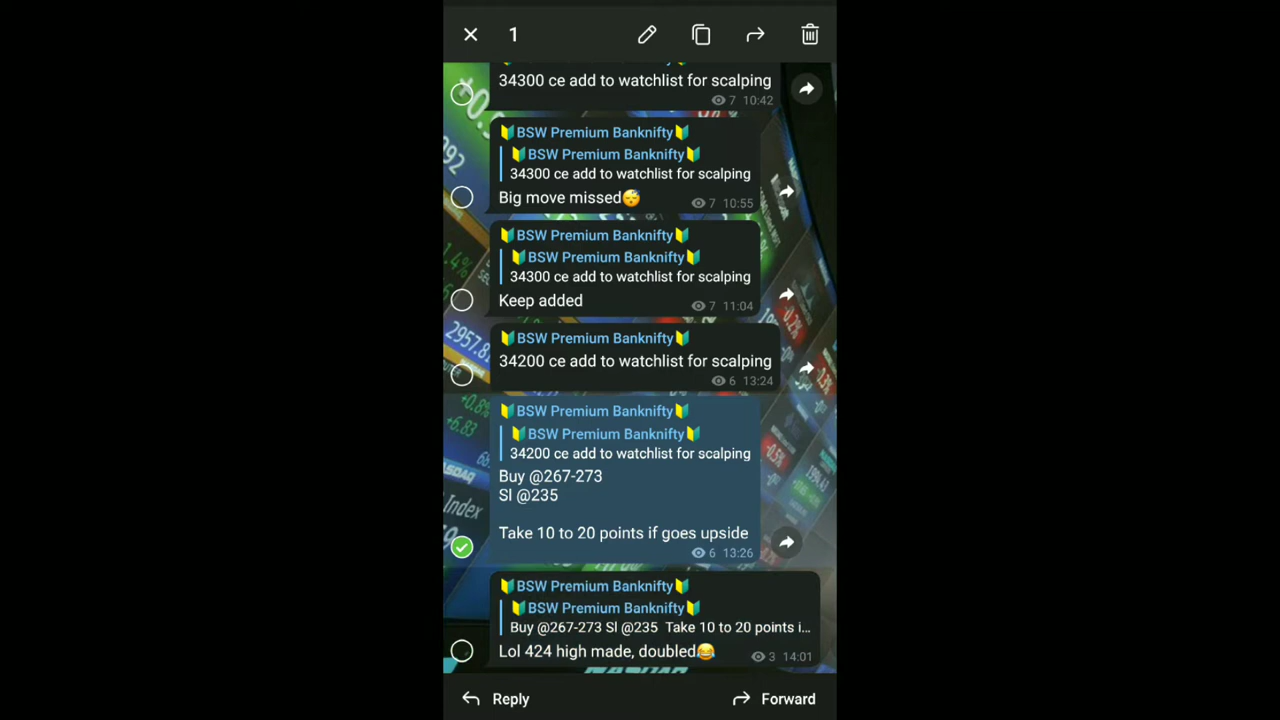 1
34300 ce add to watchlist for scalping
7 10:42
🔰BSW Premium Banknifty🔰
🔰BSW Premium Banknifty🔰
34300 ce add to watchlist for scalping
Big move missed😴
7 10:55
🔰BSW Premium Banknifty🔰
🔰BSW Premium Banknifty🔰
34300 ce add to watchlist for scalping
Keep added
7 11:04
🔰BSW Premium Banknifty🔰
34200 ce add to watchlist for scalping
6 13:24
🔰BSW Premium Banknifty🔰
🔰BSW Premium Banknifty🔰
34200 ce add to watchlist for scalping
Buy @267-273
Sl @235
Take 10 to 20 points if goes upside
6 13:26
🔰BSW Premium Banknifty🔰
🔰BSW Premium Banknifty🔰
Buy @267-273 Sl @235 Take 10 to 20 points i...
Lol 424 high made, doubled😂
3 14:01
Reply
Forward